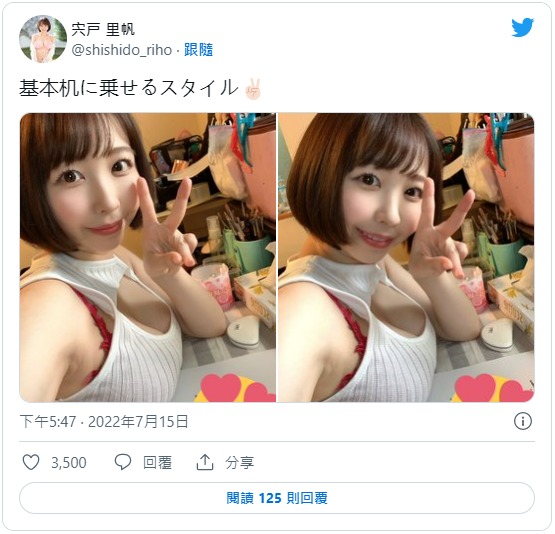 宍戸 里帆
@shishido_riho · 跟隨
基本机に乗せるスタイル✌🏻
下午5:47 · 2022年7月15日
3,500 回覆 分享
閱讀 125 則回覆